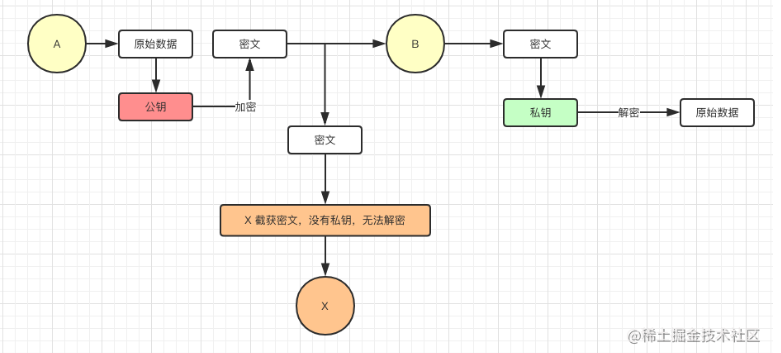 A
原始数据
密文
B
密文
公钥
加密
私钥
解密
原始数据
密文
X 截获密文，没有私钥，无法解密
X
@稀土掘金技术社区